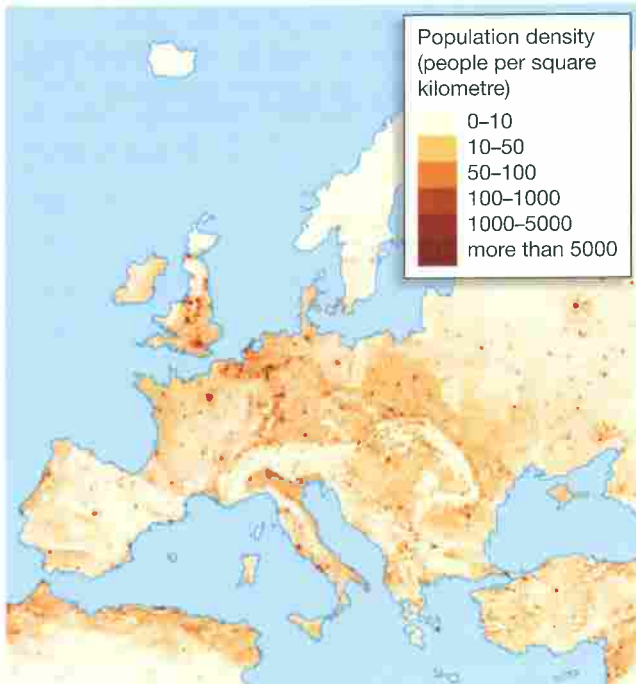 Population density
(people per square
kilometre)
0–10
10–50
50–100
100–1000
1000–5000
more than 5000